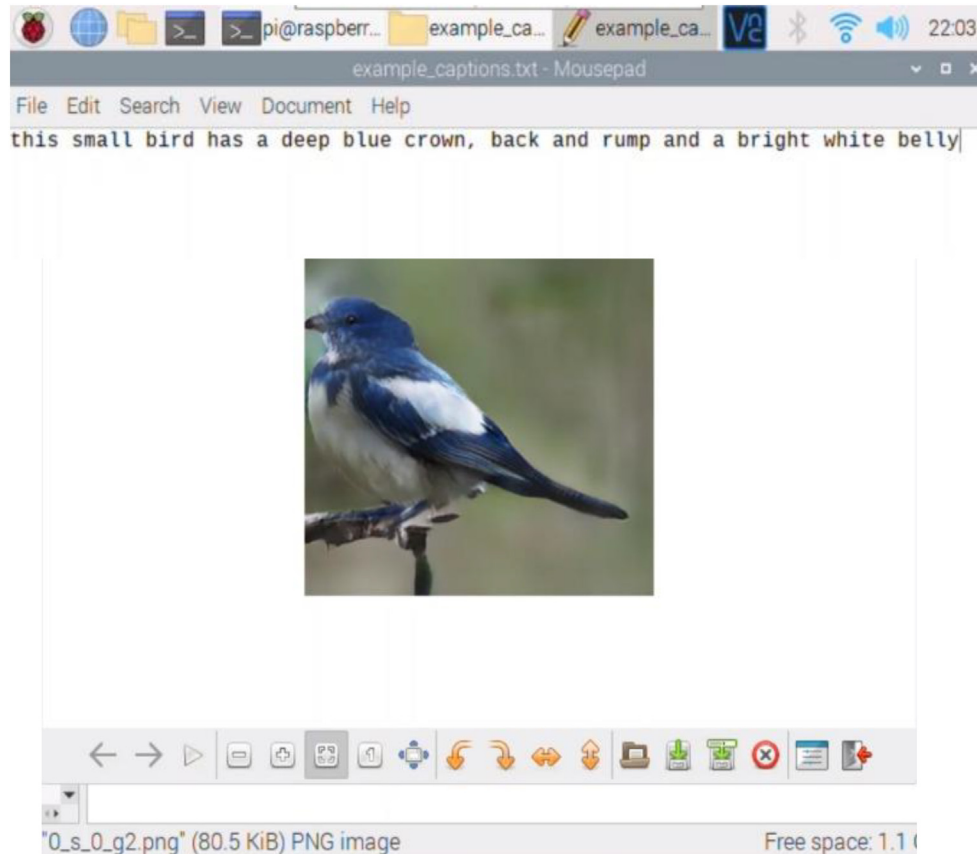 pi@raspberr... example_ca... example_ca... 22:03
example_captions.txt - Mousepad
File Edit Search View Document Help
this small bird has a deep blue crown, back and rump and a bright white belly
"0_s_0_g2.png" (80.5 KiB) PNG image Free space: 1.1